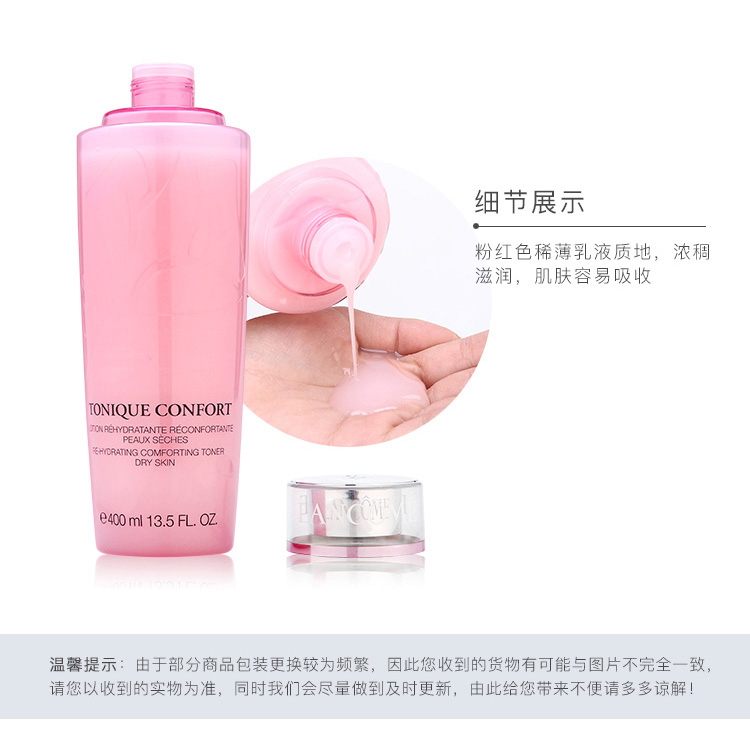 细节展示
粉红色稀薄乳液质地，浓稠
滋润，肌肤容易吸收
TONIQUE CONFORT
LOTION RÉHYDRATANTE RÉCONFORTANTE
PEAUX SÈCHES
RE-HYDRATING COMFORTING TONER
DRY SKIN
℮400 ml 13.5 FL. OZ.
LANCÔME
温馨提示：由于部分商品包装更换较为频繁，因此您收到的货物有可能与图片不完全一致，
请您以收到的实物为准，同时我们会尽量做到及时更新，由此给您带来不便请多多谅解！